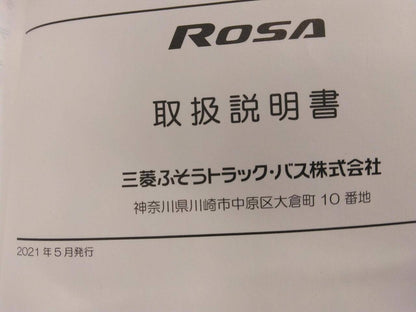 ROSA
取扱説明書
三菱ふそうトラック・バス株式会社
神奈川県川崎市中原区大倉町 10 番地
2021 年 5 月発行